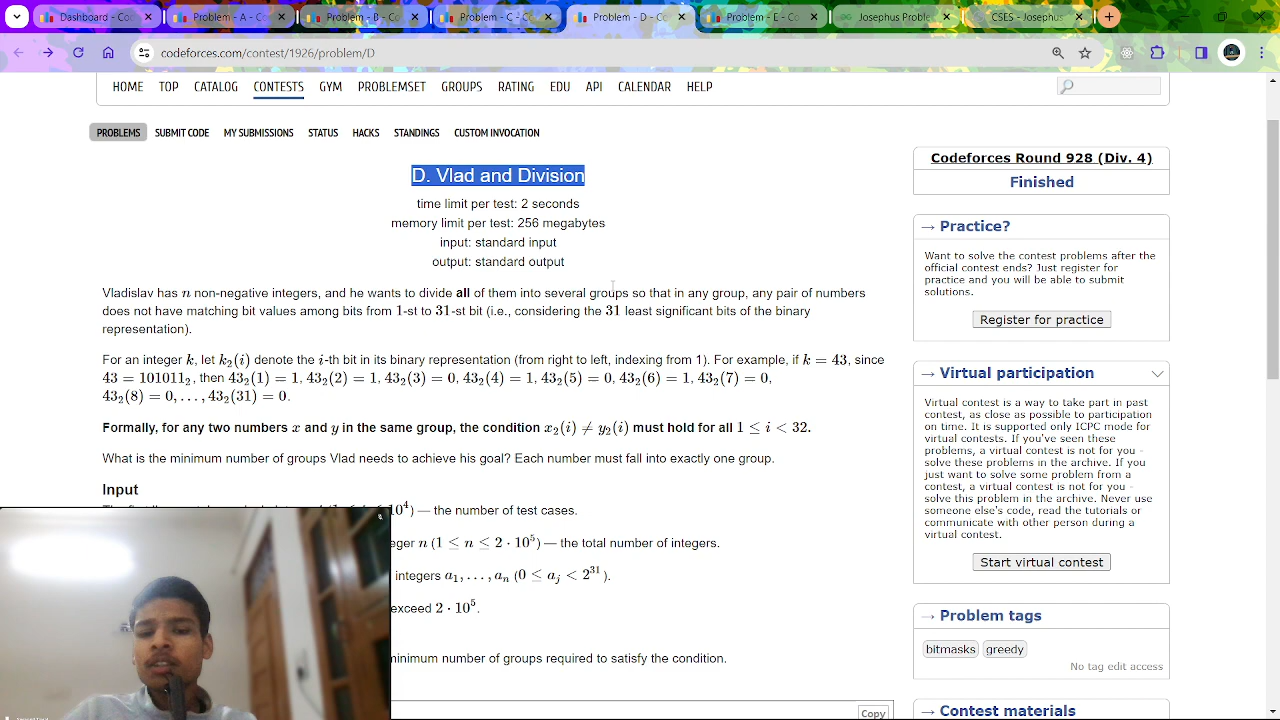 Dashboard - Co
Problem - A - Co
Problem - B - Co
Problem - C - Co
Problem - D - Co
Problem - E - Co
Josephus Proble
CSES - Josephus
codeforces.com/contest/1926/problem/D
HOME TOP CATALOG CONTESTS GYM PROBLEMSET GROUPS RATING EDU API CALENDAR HELP
PROBLEMS SUBMIT CODE MY SUBMISSIONS STATUS HACKS STANDINGS CUSTOM INVOCATION
D. Vlad and Division
time limit per test: 2 seconds
memory limit per test: 256 megabytes
input: standard input
output: standard output
Vladislav has n non-negative integers, and he wants to divide all of them into several groups so that in any group, any pair of numbers
does not have matching bit values among bits from 1-st to 31-st bit (i.e., considering the 31 least significant bits of the binary
representation).
For an integer k, let k₂(i) denote the i-th bit in its binary representation (from right to left, indexing from 1). For example, if k = 43, since
43 = 101011₂, then 43₂(1) = 1, 43₂(2) = 1, 43₂(3) = 0, 43₂(4) = 1, 43₂(5) = 0, 43₂(6) = 1, 43₂(7) = 0,
43₂(8) = 0, . . . , 43₂(31) = 0.
Formally, for any two numbers x and y in the same group, the condition x₂(i) ≠ y₂(i) must hold for all 1 ≤ i < 32.
What is the minimum number of groups Vlad needs to achieve his goal? Each number must fall into exactly one group.
Input
0⁴) — the number of test cases.
eger n (1 ≤ n ≤ 2 · 10⁵) — the total number of integers.
integers a₁, . . . , aₙ (0 ≤ aⱼ < 2³¹).
exceed 2 · 10⁵.
minimum number of groups required to satisfy the condition.
Copy
Codeforces Round 928 (Div. 4)
Finished
→ Practice?
Want to solve the contest problems after the
official contest ends? Just register for
practice and you will be able to submit
solutions.
Register for practice
→ Virtual participation
Virtual contest is a way to take part in past
contest, as close as possible to participation
on time. It is supported only ICPC mode for
virtual contests. If you've seen these
problems, a virtual contest is not for you -
solve these problems in the archive. If you
just want to solve some problem from a
contest, a virtual contest is not for you -
solve this problem in the archive. Never use
someone else's code, read the tutorials or
communicate with other person during a
virtual contest.
Start virtual contest
→ Problem tags
bitmasks greedy
No tag edit access
→ Contest materials